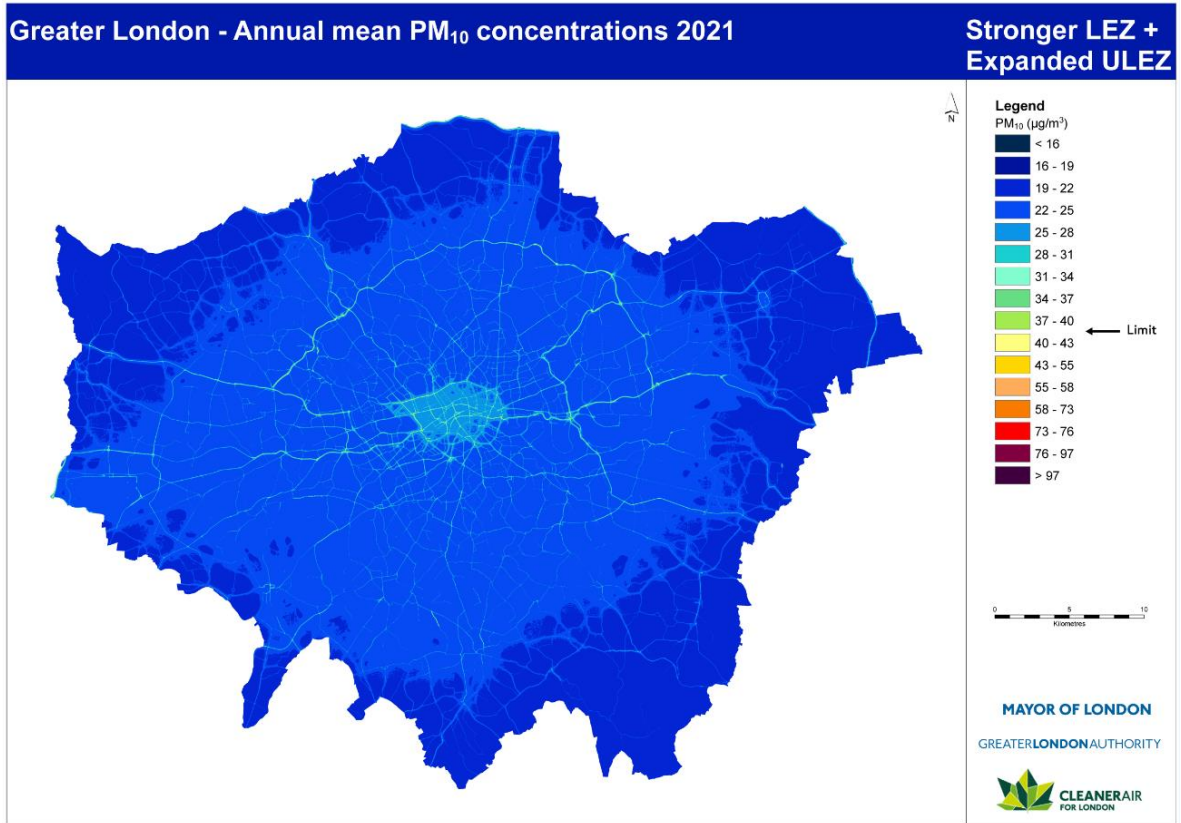 Greater London - Annual mean PM₁₀ concentrations 2021
Stronger LEZ +
Expanded ULEZ
N
Legend
PM₁₀ (µg/m³)
< 16
16 - 19
19 - 22
22 - 25
25 - 28
28 - 31
31 - 34
34 - 37
37 - 40
Limit
40 - 43
43 - 55
55 - 58
58 - 73
73 - 76
76 - 97
> 97
0 5 10
Kilometres
MAYOR OF LONDON
GREATERLONDONAUTHORITY
CLEANERAIR
FOR LONDON